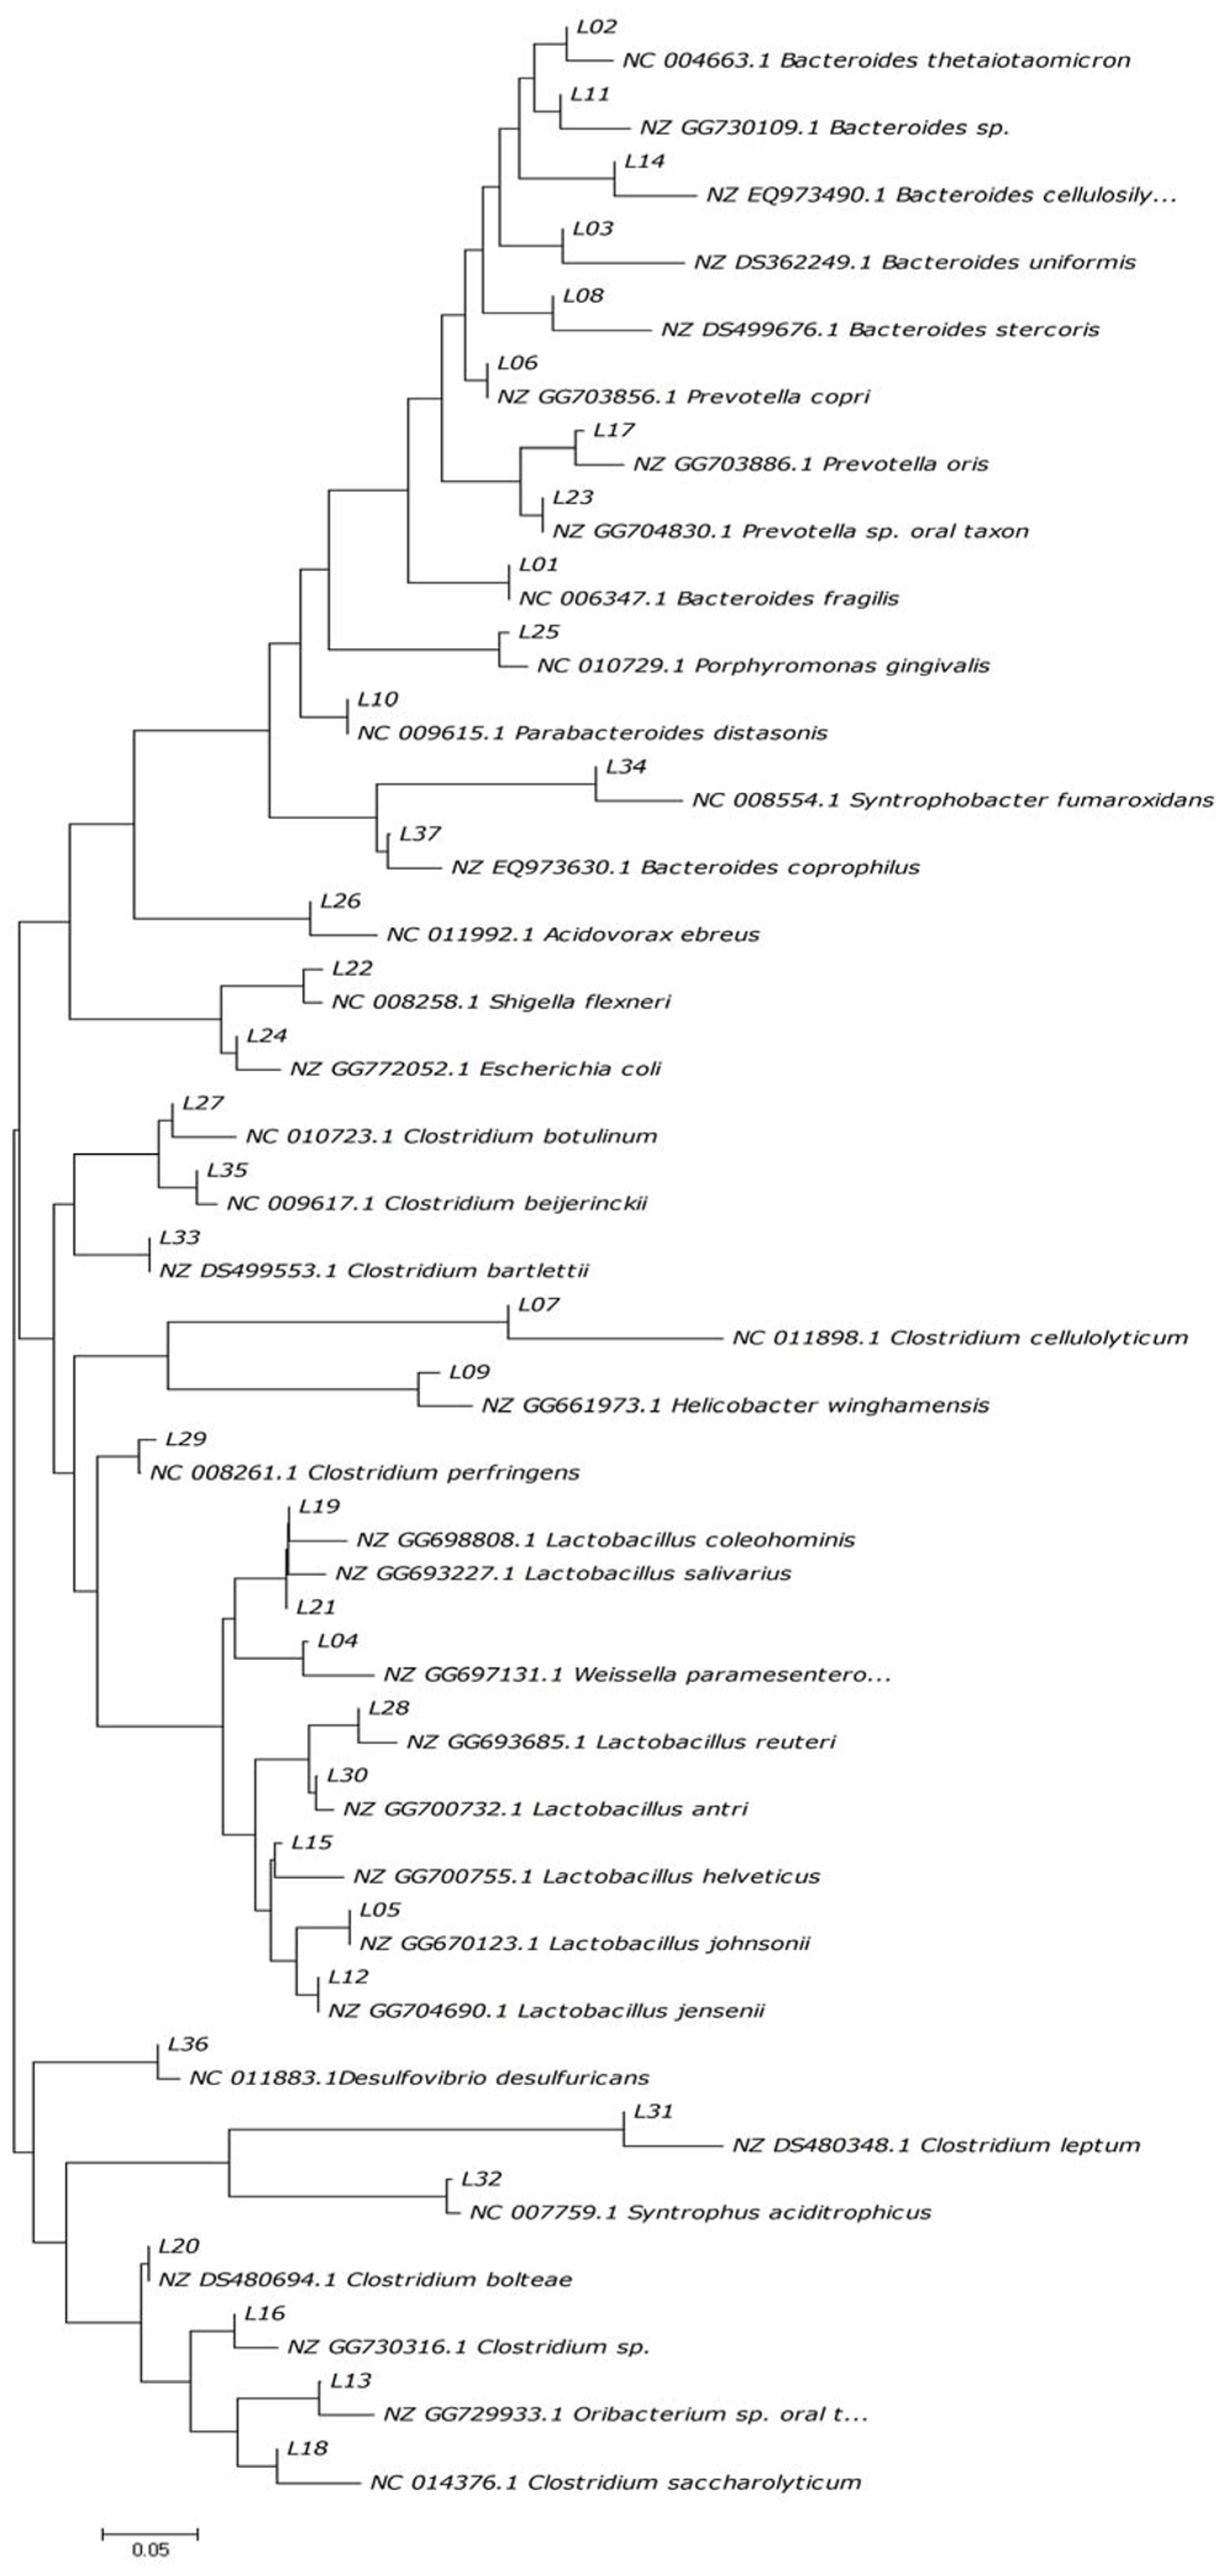 L02
NC 004663.1 Bacteroides thetaiotaomicron
L11
NZ GG730109.1 Bacteroides sp.
L14
NZ EQ973490.1 Bacteroides cellulosily...
L03
NZ DS362249.1 Bacteroides uniformis
L08
NZ DS499676.1 Bacteroides stercoris
L06
NZ GG703856.1 Prevotella copri
L17
NZ GG703886.1 Prevotella oris
L23
NZ GG704830.1 Prevotella sp. oral taxon
L01
NC 006347.1 Bacteroides fragilis
L25
NC 010729.1 Porphyromonas gingivalis
L10
NC 009615.1 Parabacteroides distasonis
L34
NC 008554.1 Syntrophobacter fumaroxidans
L37
NZ EQ973630.1 Bacteroides coprophilus
L26
NC 011992.1 Acidovorax ebreus
L22
NC 008258.1 Shigella flexneri
L24
NZ GG772052.1 Escherichia coli
L27
NC 010723.1 Clostridium botulinum
L35
NC 009617.1 Clostridium beijerinckii
L33
NZ DS499553.1 Clostridium bartlettii
L07
NC 011898.1 Clostridium cellulolyticum
L09
NZ GG661973.1 Helicobacter winghamensis
L29
NC 008261.1 Clostridium perfringens
L19
NZ GG698808.1 Lactobacillus coleohominis
NZ GG693227.1 Lactobacillus salivarius
L21
L04
NZ GG697131.1 Weissella paramesentero...
L28
NZ GG693685.1 Lactobacillus reuteri
L30
NZ GG700732.1 Lactobacillus antri
L15
NZ GG700755.1 Lactobacillus helveticus
L05
NZ GG670123.1 Lactobacillus johnsonii
L12
NZ GG704690.1 Lactobacillus jensenii
L36
NC 011883.1Desulfovibrio desulfuricans
L31
NZ DS480348.1 Clostridium leptum
L32
NC 007759.1 Syntrophus aciditrophicus
L20
NZ DS480694.1 Clostridium bolteae
L16
NZ GG730316.1 Clostridium sp.
L13
NZ GG729933.1 Oribacterium sp. oral t...
L18
NC 014376.1 Clostridium saccharolyticum
0.05